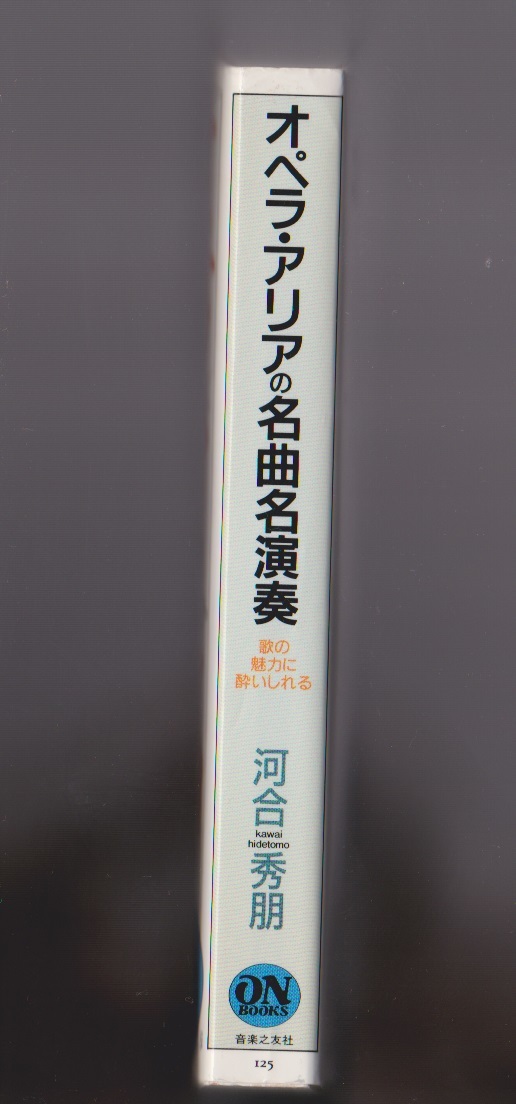 オペラ・アリアの名曲名演奏
歌の
魅力に
酔いしれる
河合
kawai
hidetomo
秀朋
ON
BOOKS
音楽之友社
125